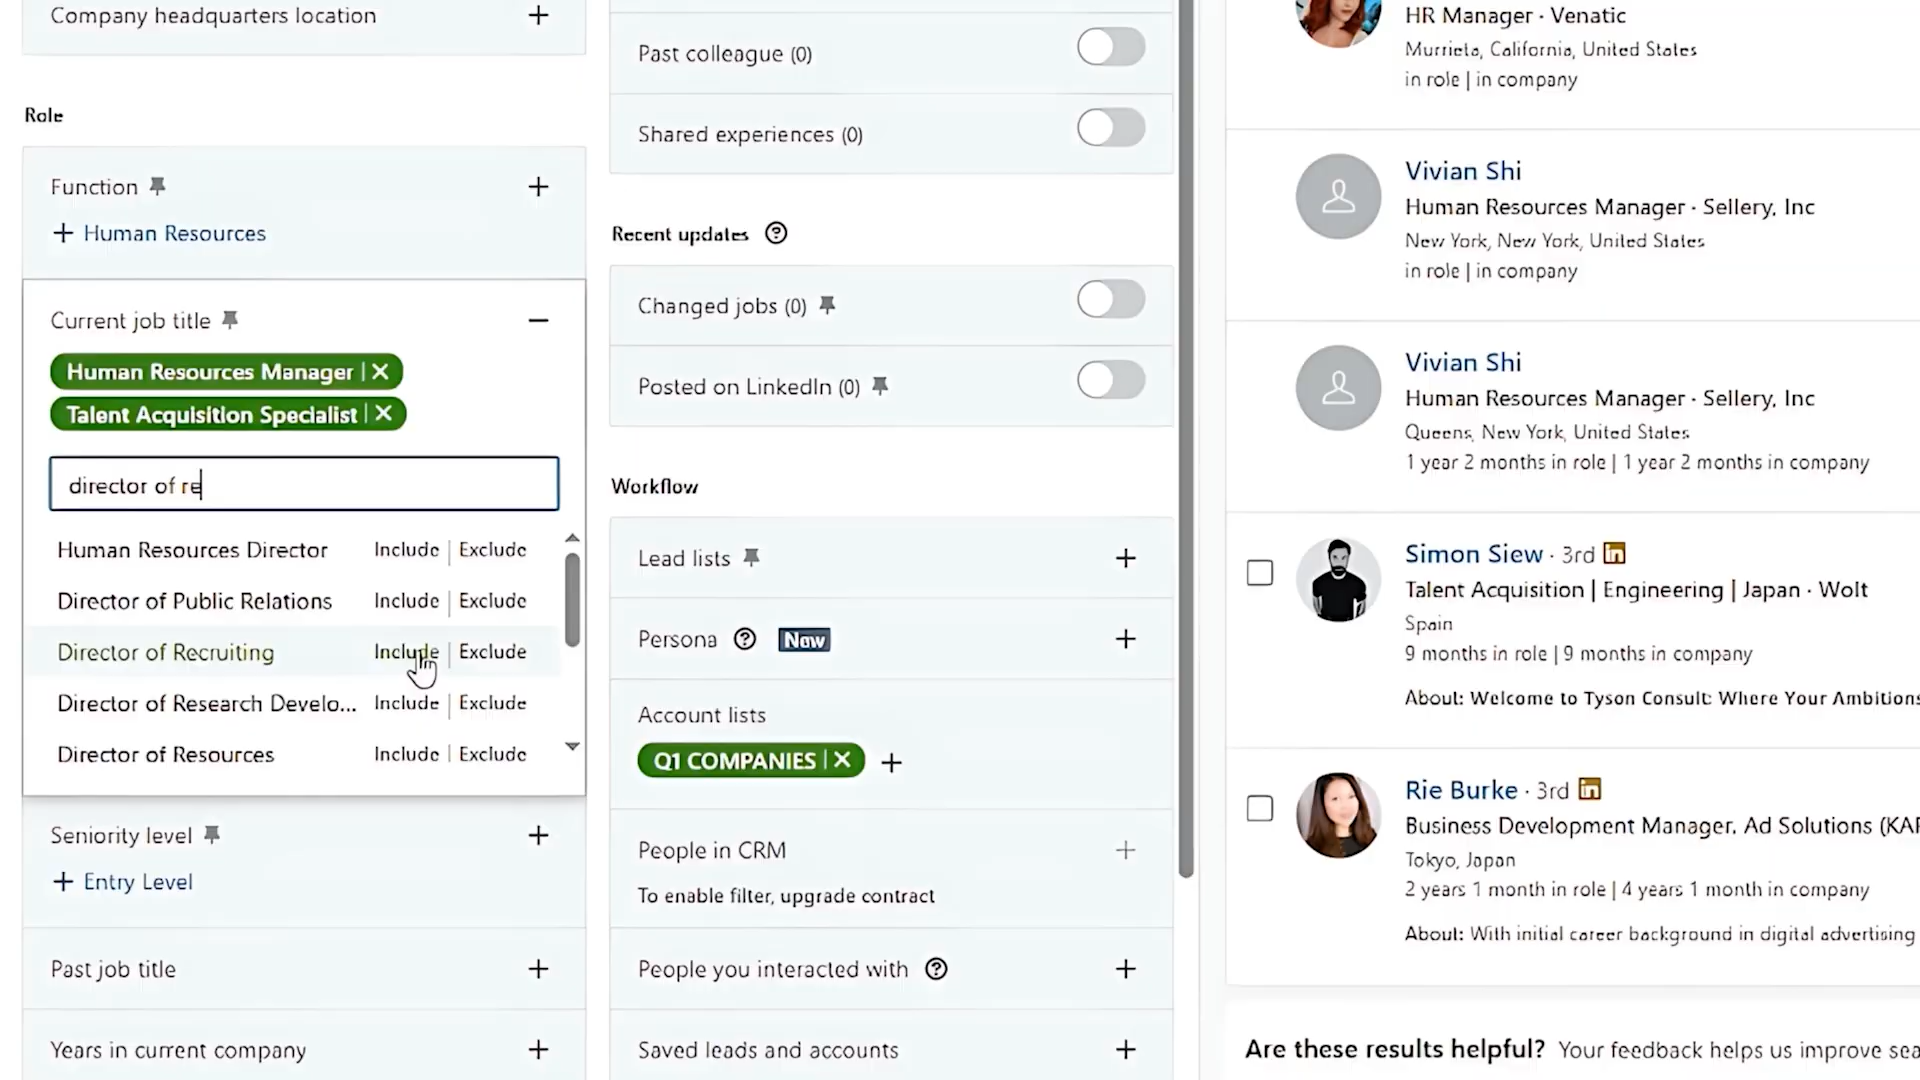 Company headquarters location
Role
Function
Human Resources
Current job title
Human Resources Manager
Talent Acquisition Specialist
director of re
Human Resources Director Include | Exclude
Director of Public Relations Include | Exclude
Director of Recruiting Include | Exclude
Director of Research Develo... Include | Exclude
Director of Resources Include | Exclude
Seniority level
Entry Level
Past job title
Years in current company
Past colleague (0)
Shared experiences (0)
Recent updates
Changed jobs (0)
Posted on LinkedIn (0)
Workflow
Lead lists
Persona New
Account lists
Q1 COMPANIES
People in CRM
To enable filter, upgrade contract
People you interacted with
Saved leads and accounts
HR Manager · Venatic
Murrieta, California, United States
in role | in company
Vivian Shi
Human Resources Manager · Sellery, Inc
New York, New York, United States
in role | in company
Vivian Shi
Human Resources Manager · Sellery, Inc
Queens, New York, United States
1 year 2 months in role | 1 year 2 months in company
Simon Siew · 3rd in
Talent Acquisition | Engineering | Japan · Wolt
Spain
9 months in role | 9 months in company
About: Welcome to Tyson Consult: Where Your Ambitions
Rie Burke · 3rd in
Business Development Manager, Ad Solutions (KAR
Tokyo, Japan
2 years 1 month in role | 4 years 1 month in company
About: With initial career background in digital advertising
Are these results helpful? Your feedback helps us improve sea